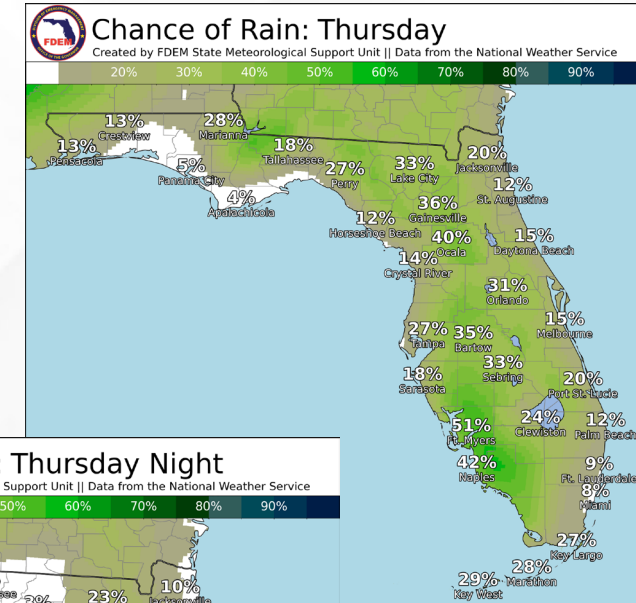 FDEM
Chance of Rain: Thursday
Created by FDEM State Meteorological Support Unit || Data from the National Weather Service
20% 30% 40% 50% 60% 70% 80% 90%
13%
Crestview
28%
Marianna
13%
Pensacola
18%
Tallahassee
5%
Panama City
4%
Apalachicola
27%
Perry
33%
Lake City
20%
Jacksonville
12%
St. Augustine
36%
Gainesville
12%
Horseshoe Beach
40%
Ocala
15%
Daytona Beach
14%
Crystal River
31%
Orlando
15%
Melbourne
27%
Tampa
35%
Bartow
33%
Sebring
18%
Sarasota
20%
Port St. Lucie
24%
Clewiston
12%
Palm Beach
51%
Ft. Myers
42%
Naples
9%
Ft. Lauderdale
8%
Miami
27%
Key Largo
28%
Marathon
29%
Key West
: Thursday Night
Support Unit || Data from the National Weather Service
50% 60% 70% 80% 90%
see
23%
10%
Jacksonville